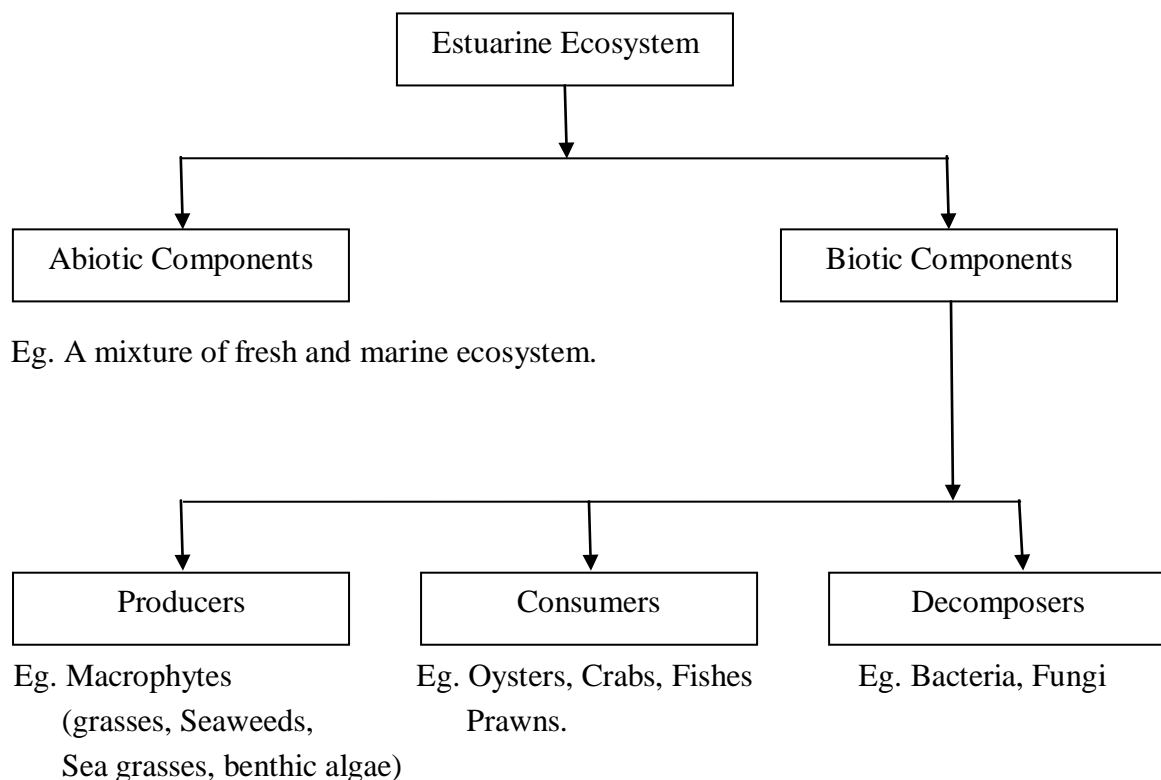 Estuarine Ecosystem
Abiotic Components
Biotic Components
Eg. A mixture of fresh and marine ecosystem.
Producers
Consumers
Decomposers
Eg. Macrophytes
(grasses, Seaweeds,
Sea grasses, benthic algae)
Eg. Oysters, Crabs, Fishes
Prawns.
Eg. Bacteria, Fungi